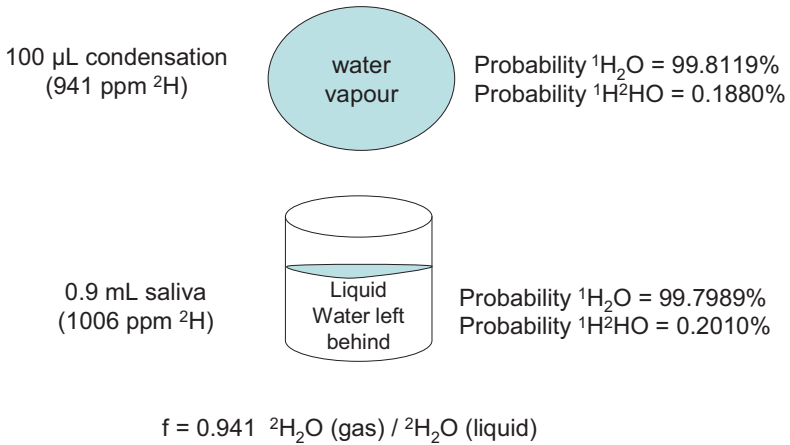 100 µL condensation
(941 ppm ²H)
water
vapour
Probability ¹H₂O = 99.8119%
Probability ¹H²HO = 0.1880%
0.9 mL saliva
(1006 ppm ²H)
Liquid
Water left
behind
Probability ¹H₂O = 99.7989%
Probability ¹H²HO = 0.2010%
f = 0.941 ²H₂O (gas) / ²H₂O (liquid)